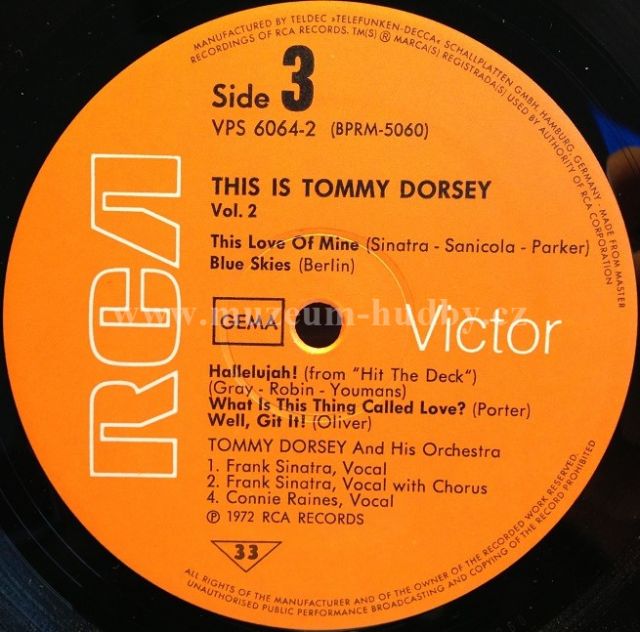 MANUFACTURED BY TELDEC »TELEFUNKEN-DECCA« SCHALLPLATTEN GMBH, HAMBURG, GERMANY - MADE FROM MASTER
RECORDINGS OF RCA RECORDS. TM(S) ® MARCA(S) REGISTRADA(S) USED BY AUTHORITY OF RCA CORPORATION
Side 3
VPS 6064-2 (BPRM-5060)
THIS IS TOMMY DORSEY
Vol. 2
This Love Of Mine (Sinatra - Sanicola - Parker)
Blue Skies (Berlin)
www.muzeum-hudby.cz
GEMA
RCA
Victor
Hallelujah! (from "Hit The Deck")
(Gray - Robin - Youmans)
What Is This Thing Called Love? (Porter)
Well, Git It! (Oliver)
TOMMY DORSEY And His Orchestra
1. Frank Sinatra, Vocal
2. Frank Sinatra, Vocal with Chorus
4. Connie Raines, Vocal
℗ 1972 RCA RECORDS
33
ALL RIGHTS OF THE MANUFACTURER AND OF THE OWNER OF THE RECORDED WORK RESERVED.
UNAUTHORISED PUBLIC PERFORMANCE BROADCASTING AND COPYING OF THE RECORD PROHIBITED